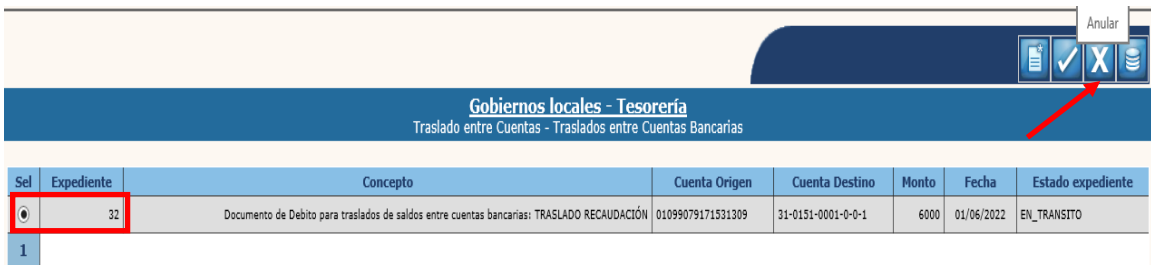 Anular
X
Gobiernos locales - Tesorería
Traslado entre Cuentas - Traslados entre Cuentas Bancarias
Sel Expediente Concepto Cuenta Origen Cuenta Destino Monto Fecha Estado expediente
32 Documento de Debito para traslados de saldos entre cuentas bancarias: TRASLADO RECAUDACIÓN 01099079171531309 31-0151-0001-0-0-1 6000 01/06/2022 EN_TRANSITO
1